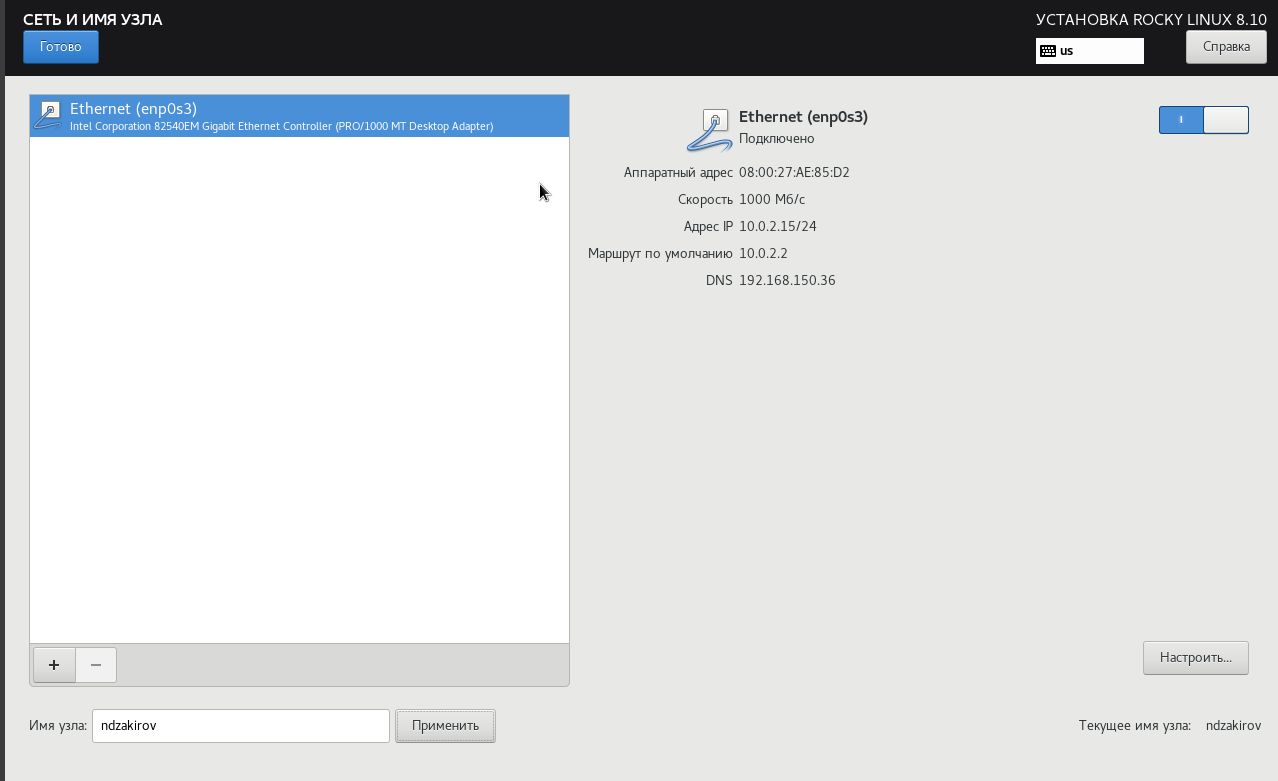 СЕТЬ И ИМЯ УЗЛА
УСТАНОВКА ROCKY LINUX 8.10
Готово
us
Справка
Ethernet (enp0s3)
Intel Corporation 82540EM Gigabit Ethernet Controller (PRO/1000 MT Desktop Adapter)
Ethernet (enp0s3)
Подключено
Аппаратный адрес 08:00:27:AE:85:D2
Скорость 1000 Мб/с
Адрес IP 10.0.2.15/24
Маршрут по умолчанию 10.0.2.2
DNS 192.168.150.36
+ −
Настроить...
Имя узла: ndzakirov Применить
Текущее имя узла: ndzakirov